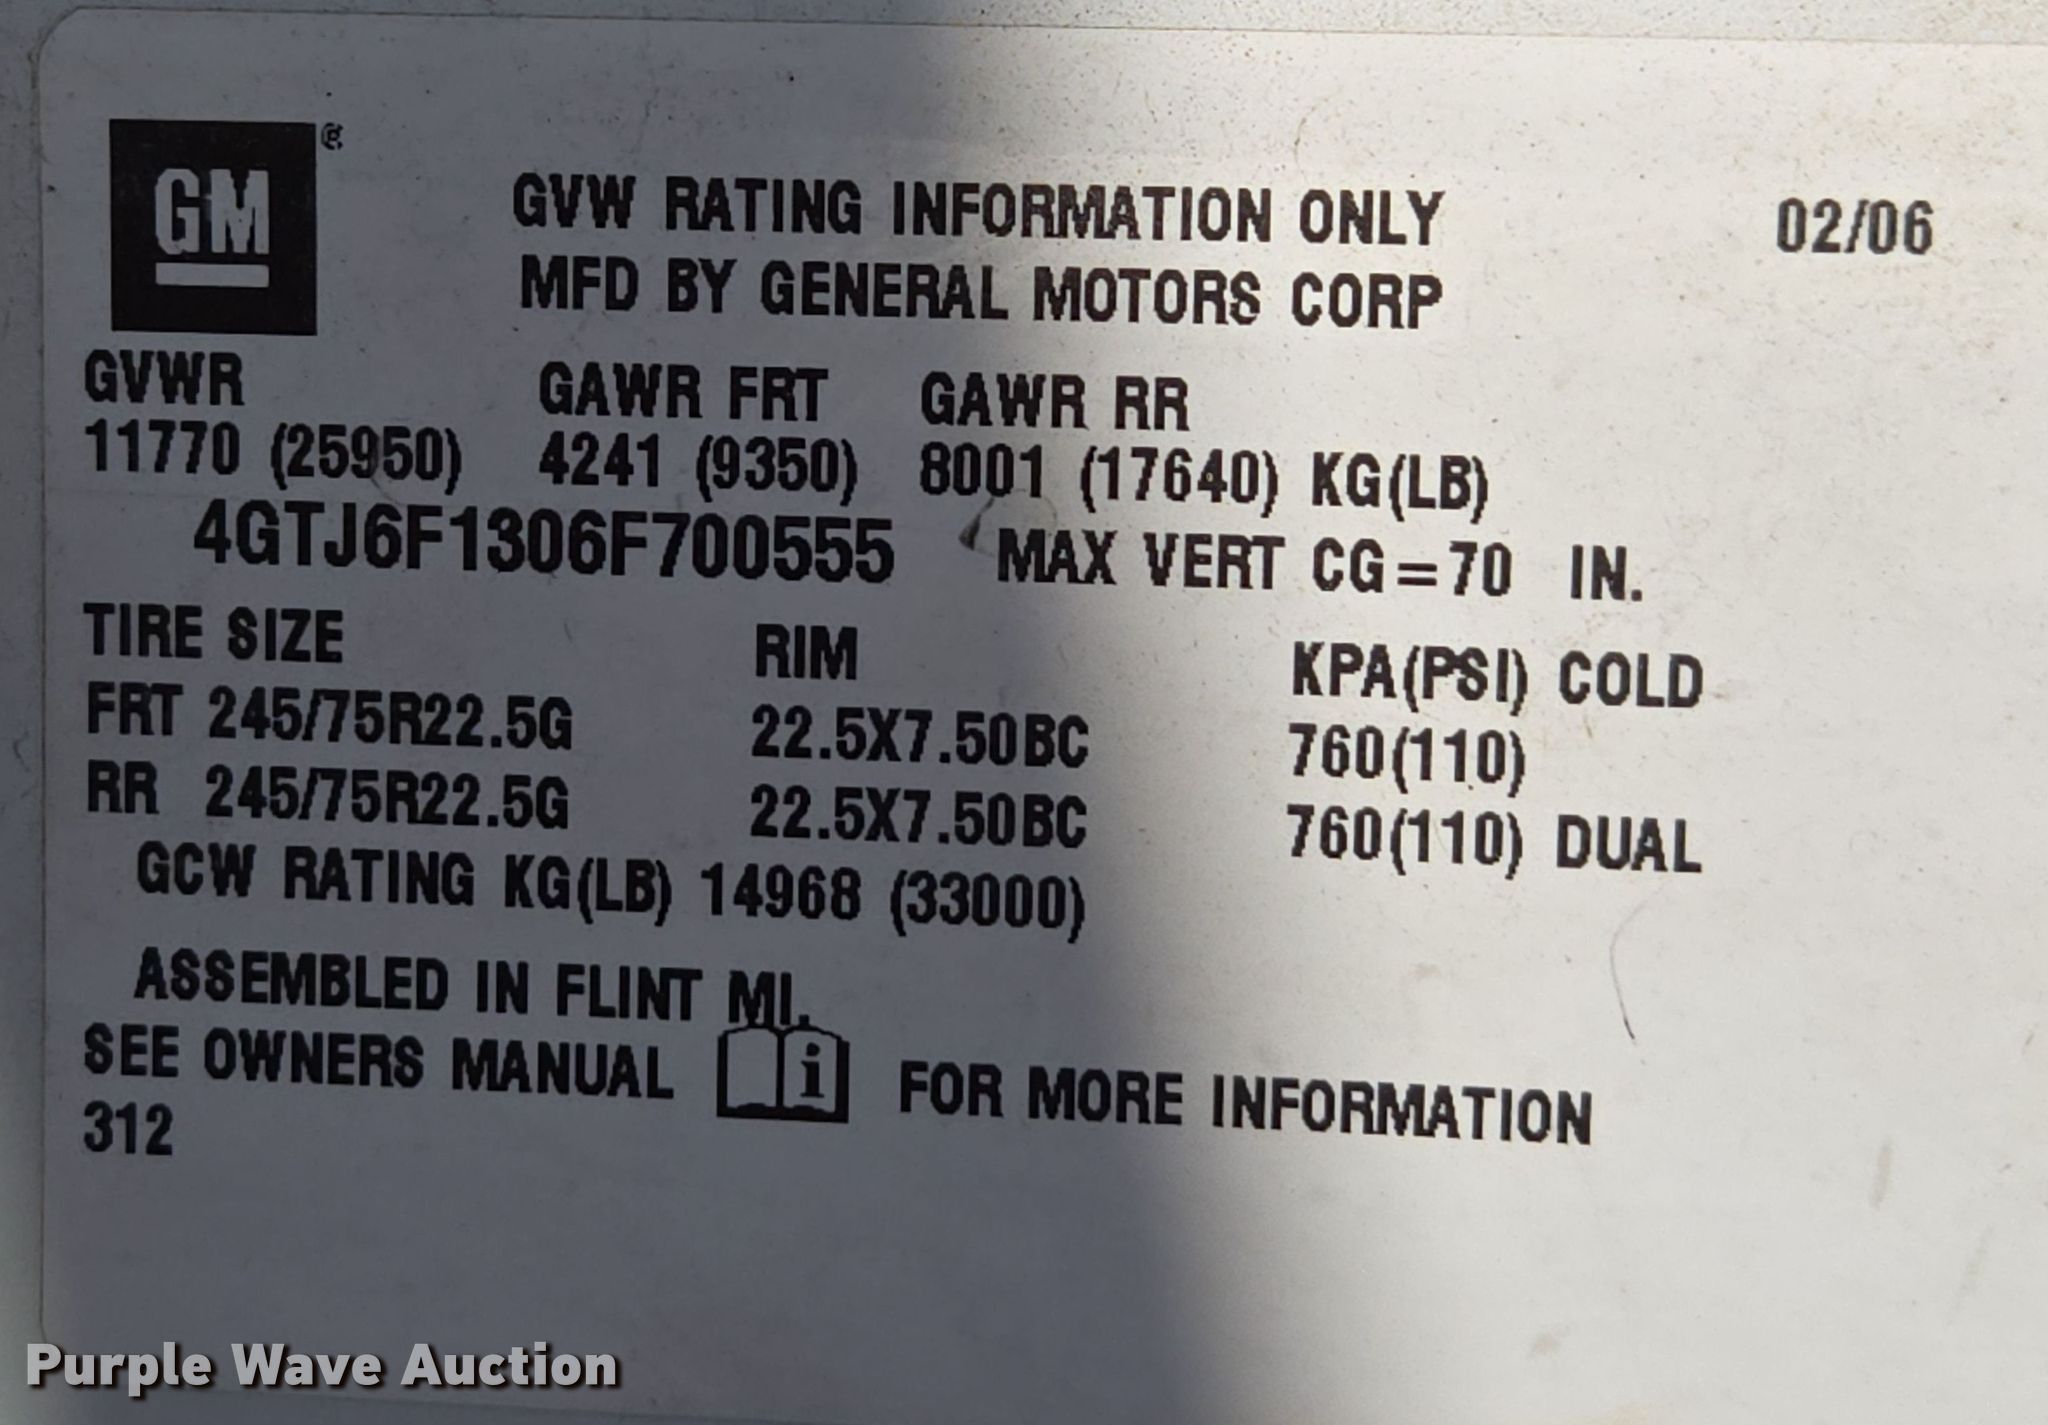 GM
GVW RATING INFORMATION ONLY 02/06
MFD BY GENERAL MOTORS CORP
GVWR GAWR FRT GAWR RR
11770 (25950) 4241 (9350) 8001 (17640) KG(LB)
4GTJ6F1306F700555 MAX VERT CG=70 IN.
TIRE SIZE RIM KPA(PSI) COLD
FRT 245/75R22.5G 22.5X7.50BC 760(110)
RR 245/75R22.5G 22.5X7.50BC 760(110) DUAL
GCW RATING KG(LB) 14968 (33000)
ASSEMBLED IN FLINT MI.
SEE OWNERS MANUAL i FOR MORE INFORMATION
312
Purple Wave Auction